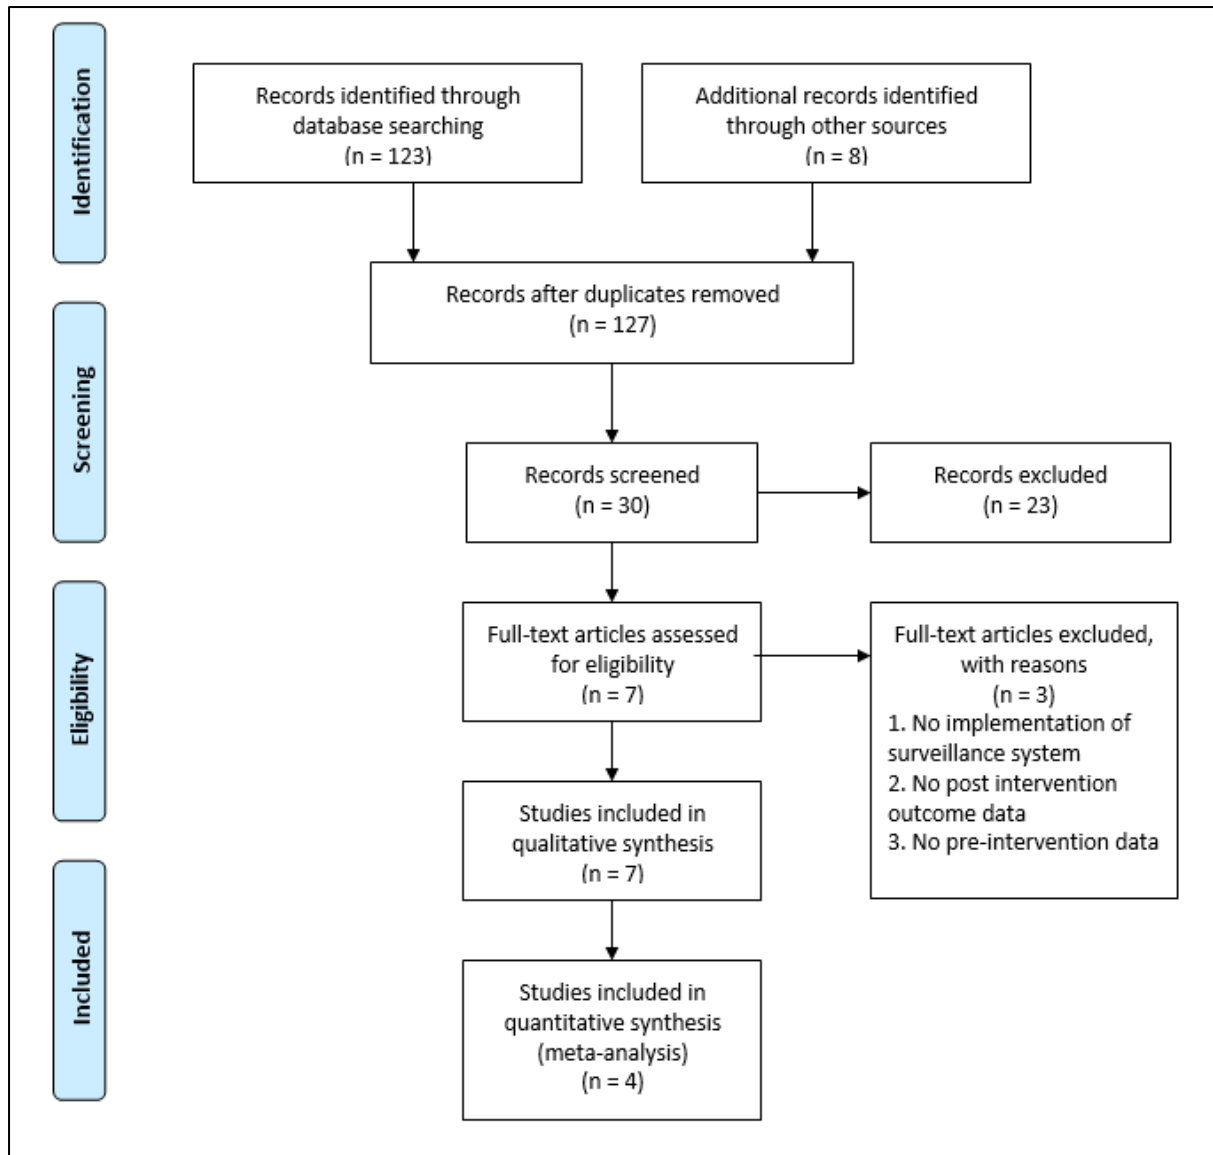 Identification
Records identified through
database searching
(n = 123)
Additional records identified
through other sources
(n = 8)
Records after duplicates removed
(n = 127)
Screening
Records screened
(n = 30)
Records excluded
(n = 23)
Eligibility
Full-text articles assessed
for eligibility
(n = 7)
Full-text articles excluded,
with reasons
(n = 3)
1. No implementation of
surveillance system
2. No post intervention
outcome data
3. No pre-intervention data
Studies included in
qualitative synthesis
(n = 7)
Included
Studies included in
quantitative synthesis
(meta-analysis)
(n = 4)